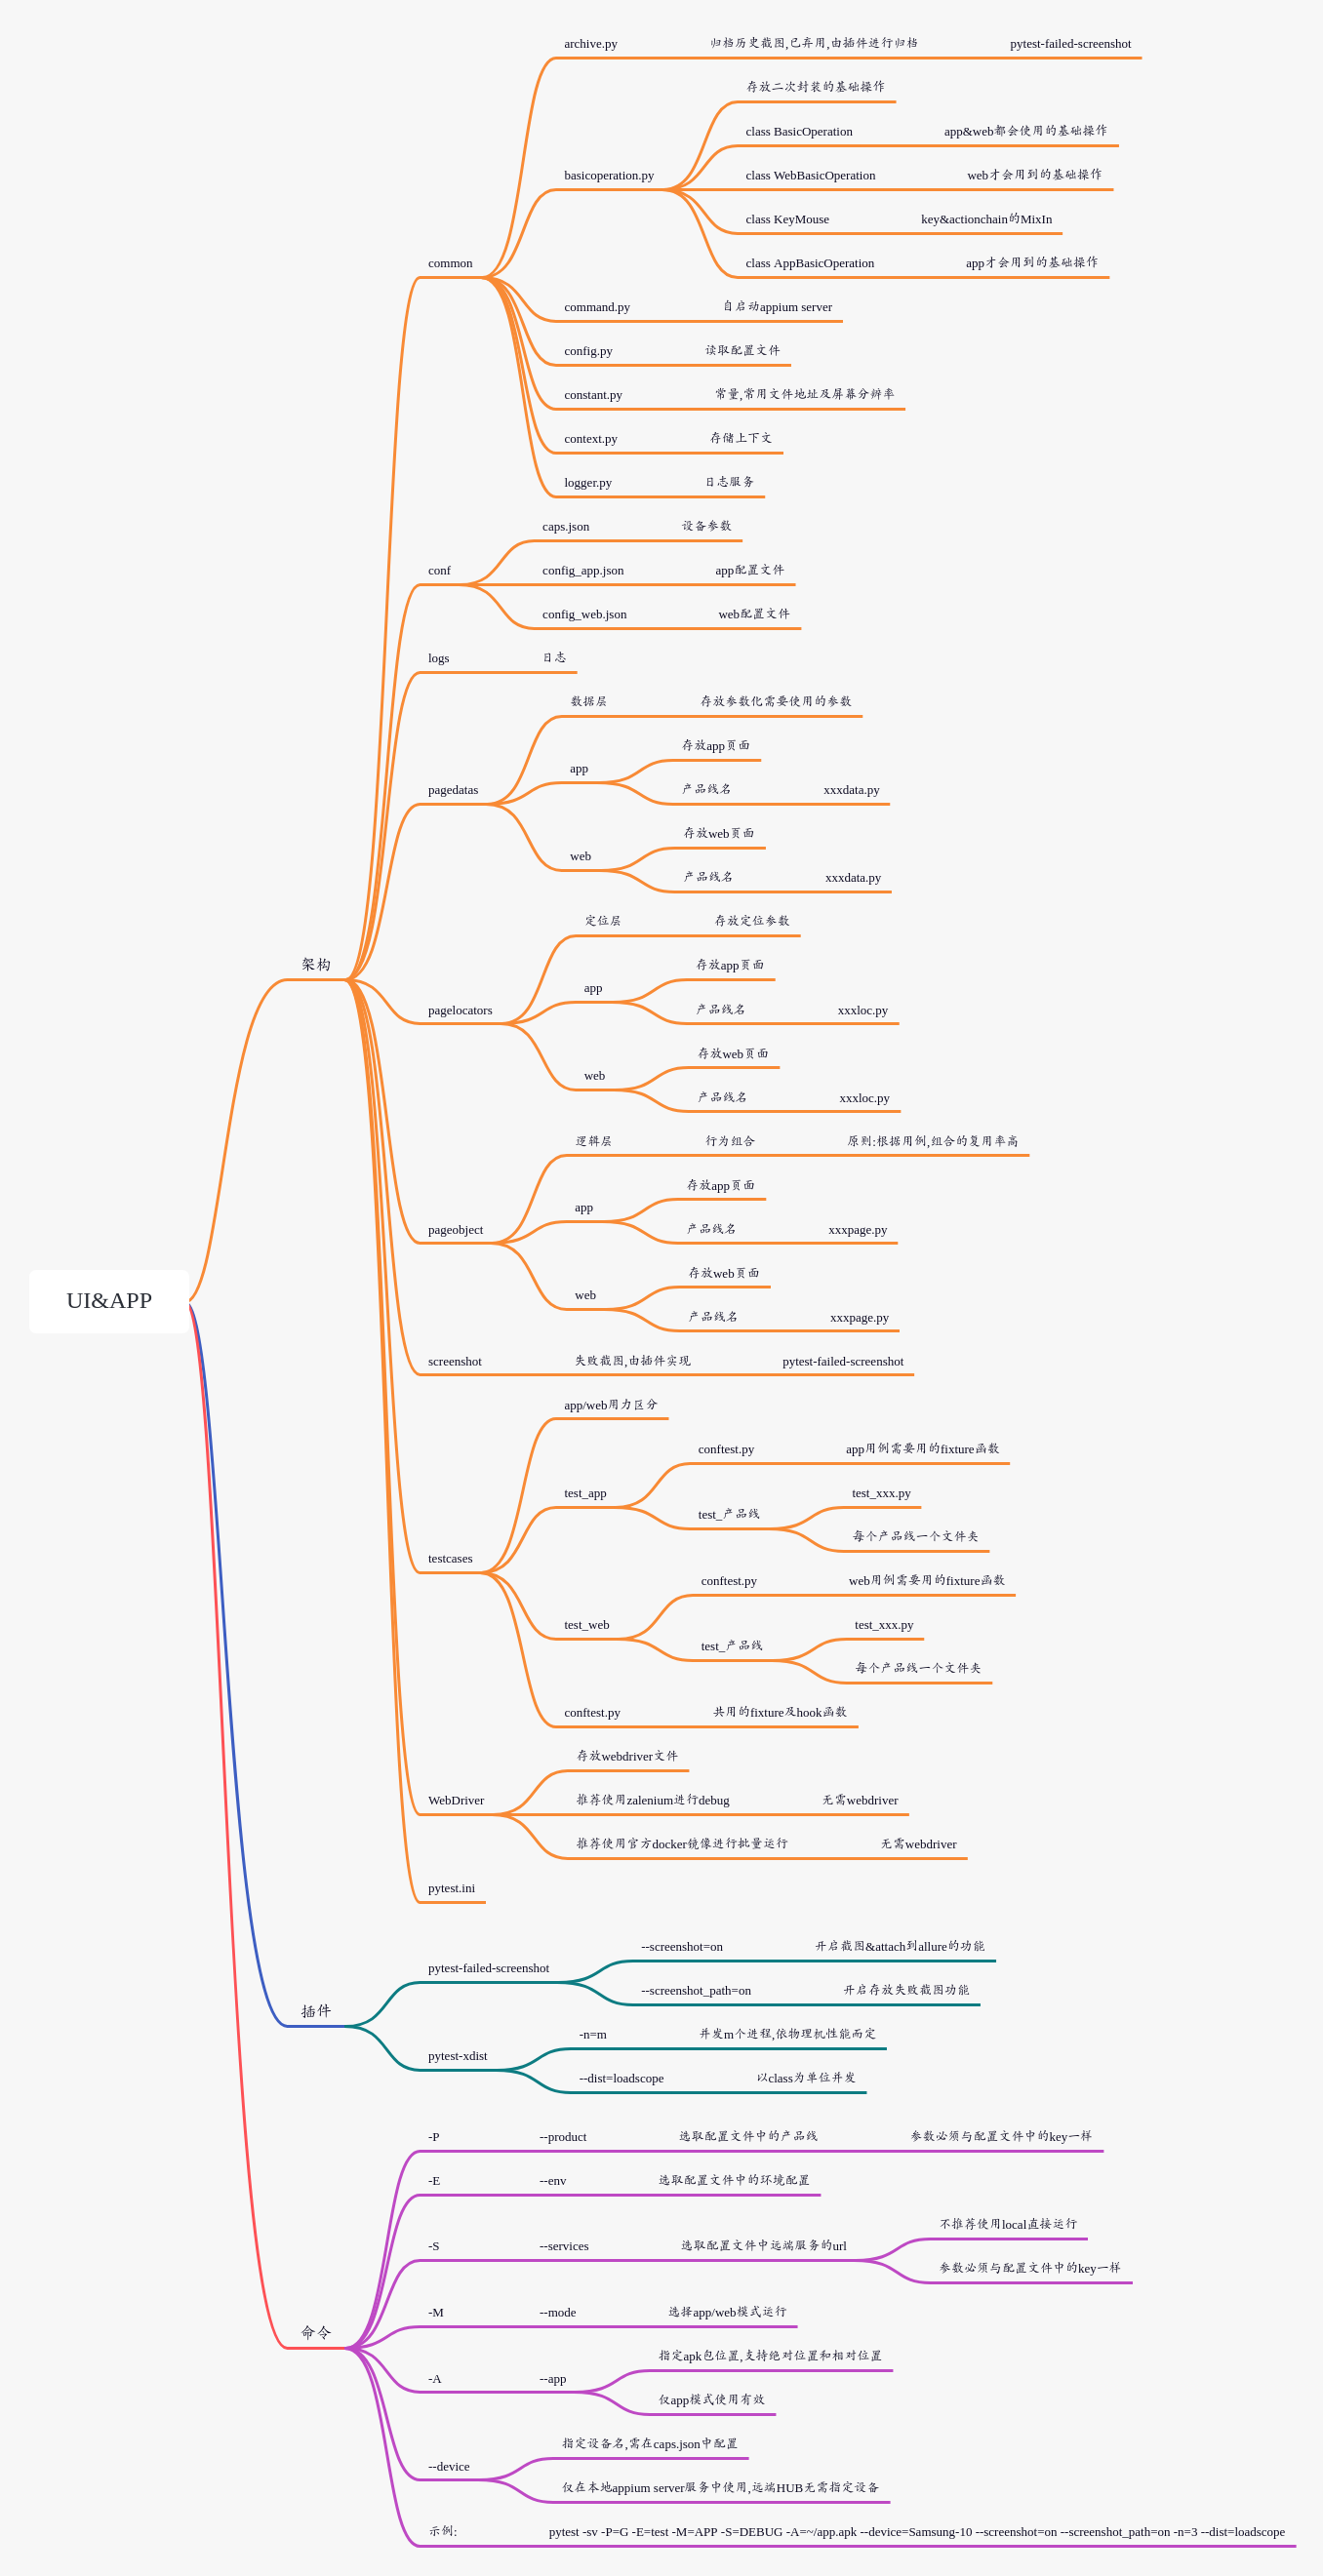 UI&APP
架构
common
archive.py
归档历史截图,已弃用,由插件进行归档
pytest-failed-screenshot
basicoperation.py
存放二次封装的基础操作
class BasicOperation
app&web都会使用的基础操作
class WebBasicOperation
web才会用到的基础操作
class KeyMouse
key&actionchain的MixIn
class AppBasicOperation
app才会用到的基础操作
command.py
自启动appium server
config.py
读取配置文件
constant.py
常量,常用文件地址及屏幕分辨率
context.py
存储上下文
logger.py
日志服务
conf
caps.json
设备参数
config_app.json
app配置文件
config_web.json
web配置文件
logs
日志
pagedatas
数据层
存放参数化需要使用的参数
app
存放app页面
产品线名
xxxdata.py
web
存放web页面
产品线名
xxxdata.py
pagelocators
定位层
存放定位参数
app
存放app页面
产品线名
xxxloc.py
web
存放web页面
产品线名
xxxloc.py
pageobject
逻辑层
行为组合
原则:根据用例,组合的复用率高
app
存放app页面
产品线名
xxxpage.py
web
存放web页面
产品线名
xxxpage.py
screenshot
失败截图,由插件实现
pytest-failed-screenshot
testcases
app/web用力区分
test_app
conftest.py
app用例需要用的fixture函数
test_产品线
test_xxx.py
每个产品线一个文件夹
test_web
conftest.py
web用例需要用的fixture函数
test_产品线
test_xxx.py
每个产品线一个文件夹
conftest.py
共用的fixture及hook函数
WebDriver
存放webdriver文件
推荐使用zalenium进行debug
无需webdriver
推荐使用官方docker镜像进行批量运行
无需webdriver
pytest.ini
插件
pytest-failed-screenshot
--screenshot=on
开启截图&attach到allure的功能
--screenshot_path=on
开启存放失败截图功能
pytest-xdist
-n=m
并发m个进程,依物理机性能而定
--dist=loadscope
以class为单位并发
命令
-P
--product
选取配置文件中的产品线
参数必须与配置文件中的key一样
-E
--env
选取配置文件中的环境配置
-S
--services
选取配置文件中远端服务的url
不推荐使用local直接运行
参数必须与配置文件中的key一样
-M
--mode
选择app/web模式运行
-A
--app
指定apk包位置,支持绝对位置和相对位置
仅app模式使用有效
--device
指定设备名,需在caps.json中配置
仅在本地appium server服务中使用,远端HUB无需指定设备
示例:
pytest -sv -P=G -E=test -M=APP -S=DEBUG -A=~/app.apk --device=Samsung-10 --screenshot=on --screenshot_path=on -n=3 --dist=loadscope